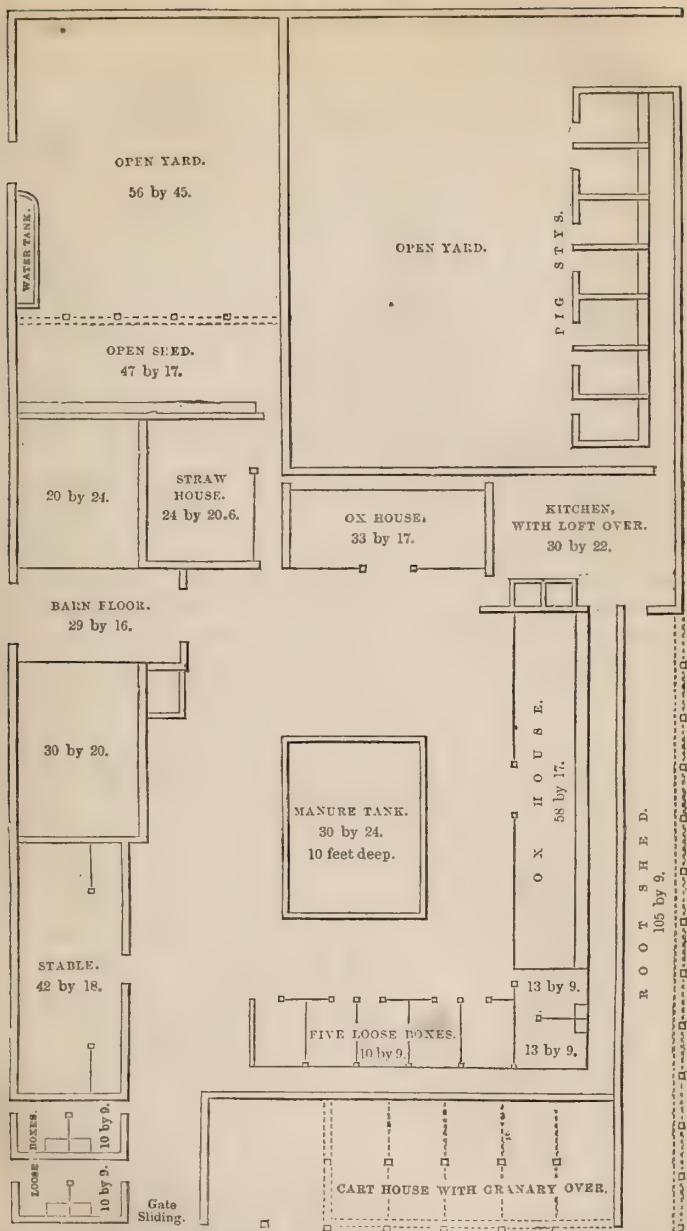 OPEN YARD.
56 by 45.
WATER TANK.
OPEN YARD.
PIG STYS.
OPEN SHED.
47 by 17.
20 by 24.
STRAW
HOUSE.
24 by 20.6.
OX HOUSE.
33 by 17.
KITCHEN,
WITH LOFT OVER.
30 by 22.
BARN FLOOR.
29 by 16.
30 by 20.
MANURE TANK.
30 by 24.
10 feet deep.
OX HOUSE.
58 by 17.
ROOT SHED.
105 by 9.
STABLE.
42 by 18.
13 by 9.
FIVE LOOSE BOXES.
10 by 9.
13 by 9.
LOOSE BOXES.
10 by 9.
10 by 9.
Gate
Sliding.
CART HOUSE WITH GRANARY OVER.